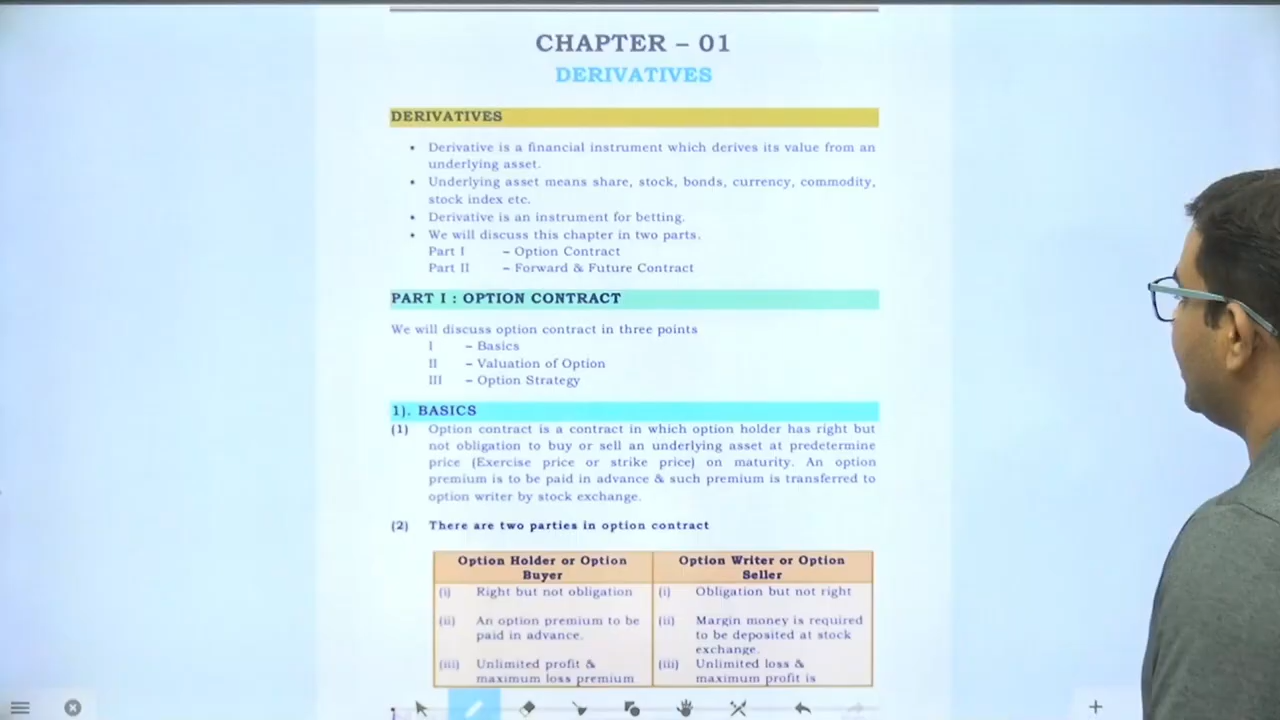 CHAPTER – 01
DERIVATIVES
DERIVATIVES
• Derivative is a financial instrument which derives its value from an
underlying asset.
• Underlying asset means share, stock, bonds, currency, commodity,
stock index etc.
• Derivative is an instrument for betting.
• We will discuss this chapter in two parts.
Part I – Option Contract
Part II – Forward & Future Contract
PART I : OPTION CONTRACT
We will discuss option contract in three points
I – Basics
II – Valuation of Option
III – Option Strategy
1). BASICS
(1) Option contract is a contract in which option holder has right but
not obligation to buy or sell an underlying asset at predetermine
price (Exercise price or strike price) on maturity. An option
premium is to be paid in advance & such premium is transferred to
option writer by stock exchange.
(2) There are two parties in option contract
Option Holder or Option
Buyer
(i) Right but not obligation
(ii) An option premium to be
paid in advance.
(iii) Unlimited profit &
maximum loss premium
Option Writer or Option
Seller
(i) Obligation but not right
(ii) Margin money is required
to be deposited at stock
exchange.
(iii) Unlimited loss &
maximum profit is